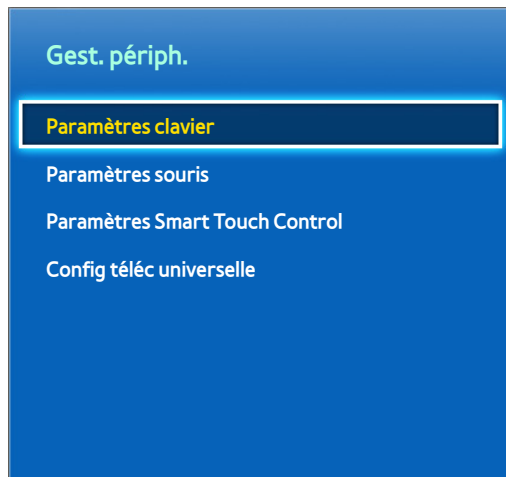 Gest. périph.
Paramètres clavier
Paramètres souris
Paramètres Smart Touch Control
Config téléc universelle